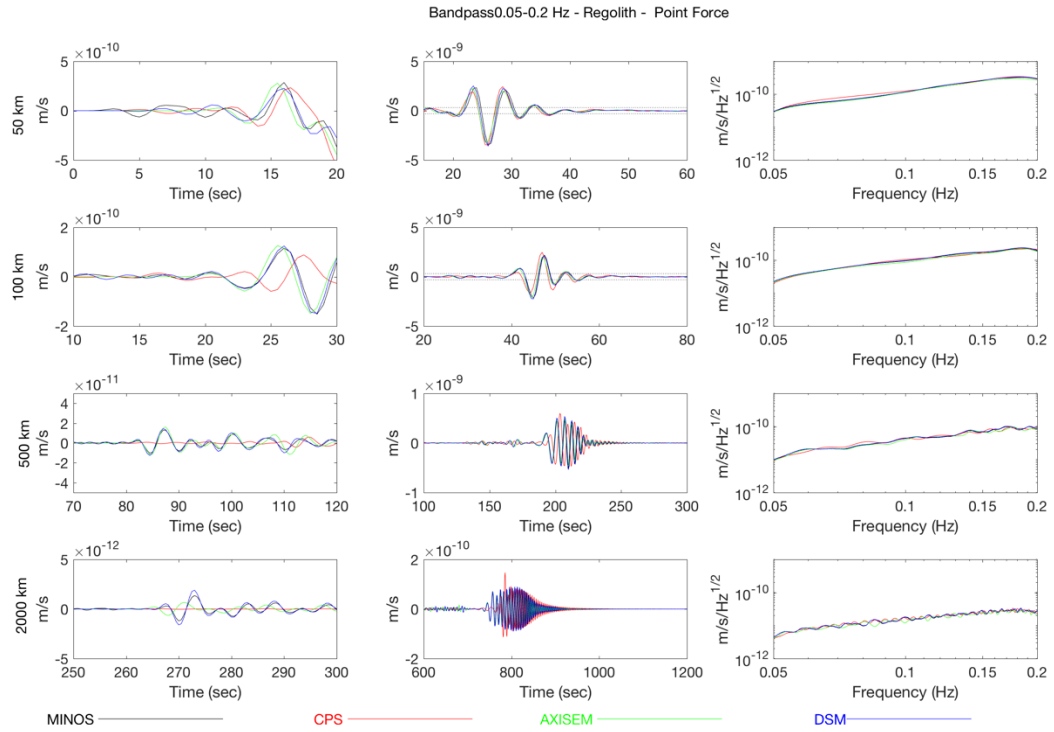 Bandpass0.05-0.2 Hz - Regolith - Point Force
×10⁻¹⁰
5
0
-5
m/s
50 km
0 5 10 15 20
Time (sec)
×10⁻⁹
5
0
-5
m/s
20 30 40 50 60
Time (sec)
10⁻¹⁰
10⁻¹²
m/s/Hz^1/2
0.05 0.1 0.15 0.2
Frequency (Hz)
×10⁻¹⁰
2
0
-2
m/s
100 km
10 15 20 25 30
Time (sec)
×10⁻⁹
5
0
-5
m/s
20 40 60 80
Time (sec)
10⁻¹⁰
10⁻¹²
m/s/Hz^1/2
0.05 0.1 0.15 0.2
Frequency (Hz)
×10⁻¹¹
4
2
0
-2
-4
m/s
500 km
70 80 90 100 110 120
Time (sec)
×10⁻⁹
1
0
-1
m/s
100 200 300
Time (sec)
10⁻¹⁰
10⁻¹²
m/s/Hz^1/2
0.05 0.1 0.15 0.2
Frequency (Hz)
×10⁻¹²
5
0
-5
m/s
2000 km
250 260 270 280 290 300
Time (sec)
×10⁻¹⁰
2
0
-2
m/s
600 800 1000 1200
Time (sec)
10⁻¹⁰
10⁻¹²
m/s/Hz^1/2
0.05 0.1 0.15 0.2
Frequency (Hz)
MINOS CPS AXISEM DSM